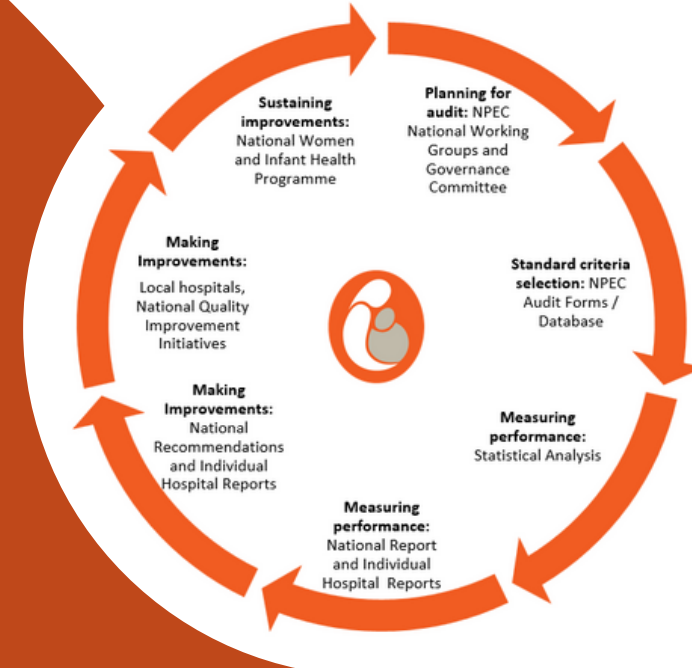 Planning for
audit: NPEC
National Working
Groups and
Governance
Committee
Standard criteria
selection: NPEC
Audit Forms /
Database
Measuring
performance:
Statistical Analysis
Measuring
performance:
National Report
and Individual
Hospital Reports
Making
Improvements:
National
Recommendations
and Individual
Hospital Reports
Making
Improvements:
Local hospitals,
National Quality
Improvement
Initiatives
Sustaining
improvements:
National Women
and Infant Health
Programme